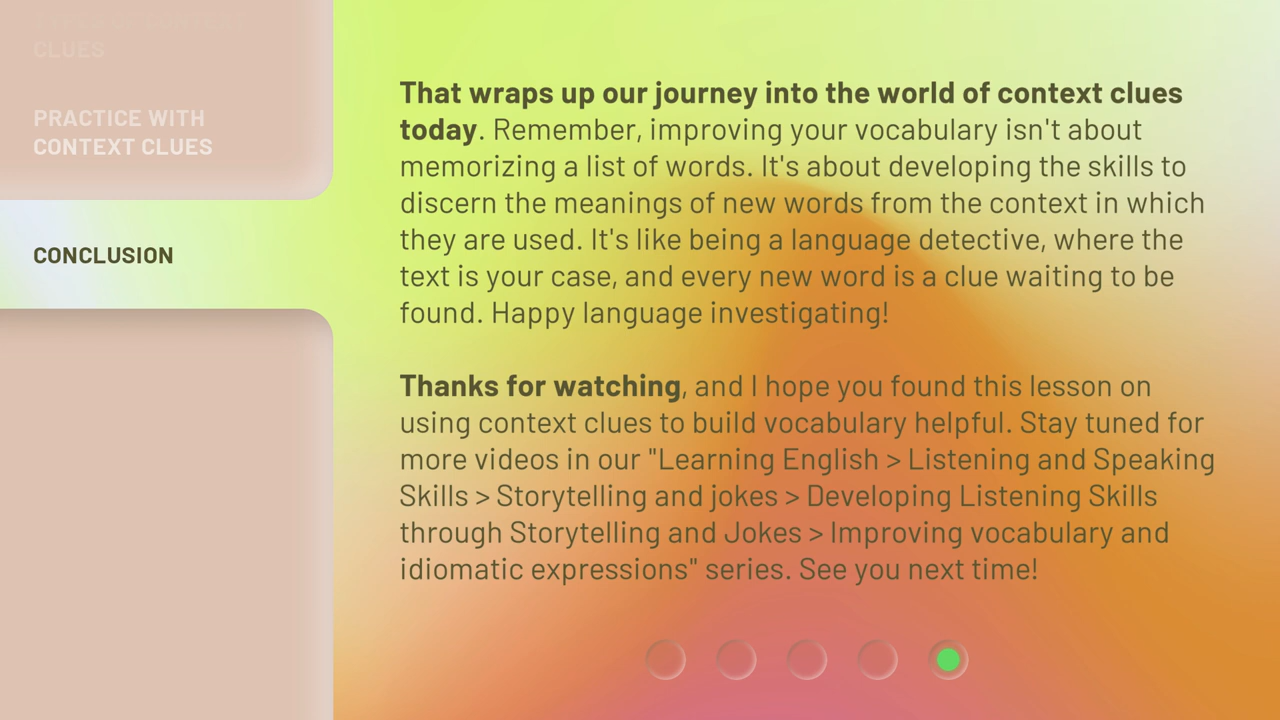 CLUES
PRACTICE WITH
CONTEXT CLUES
CONCLUSION
That wraps up our journey into the world of context clues
today. Remember, improving your vocabulary isn't about
memorizing a list of words. It's about developing the skills to
discern the meanings of new words from the context in which
they are used. It's like being a language detective, where the
text is your case, and every new word is a clue waiting to be
found. Happy language investigating!
Thanks for watching, and I hope you found this lesson on
using context clues to build vocabulary helpful. Stay tuned for
more videos in our "Learning English > Listening and Speaking
Skills > Storytelling and jokes > Developing Listening Skills
through Storytelling and Jokes > Improving vocabulary and
idiomatic expressions" series. See you next time!